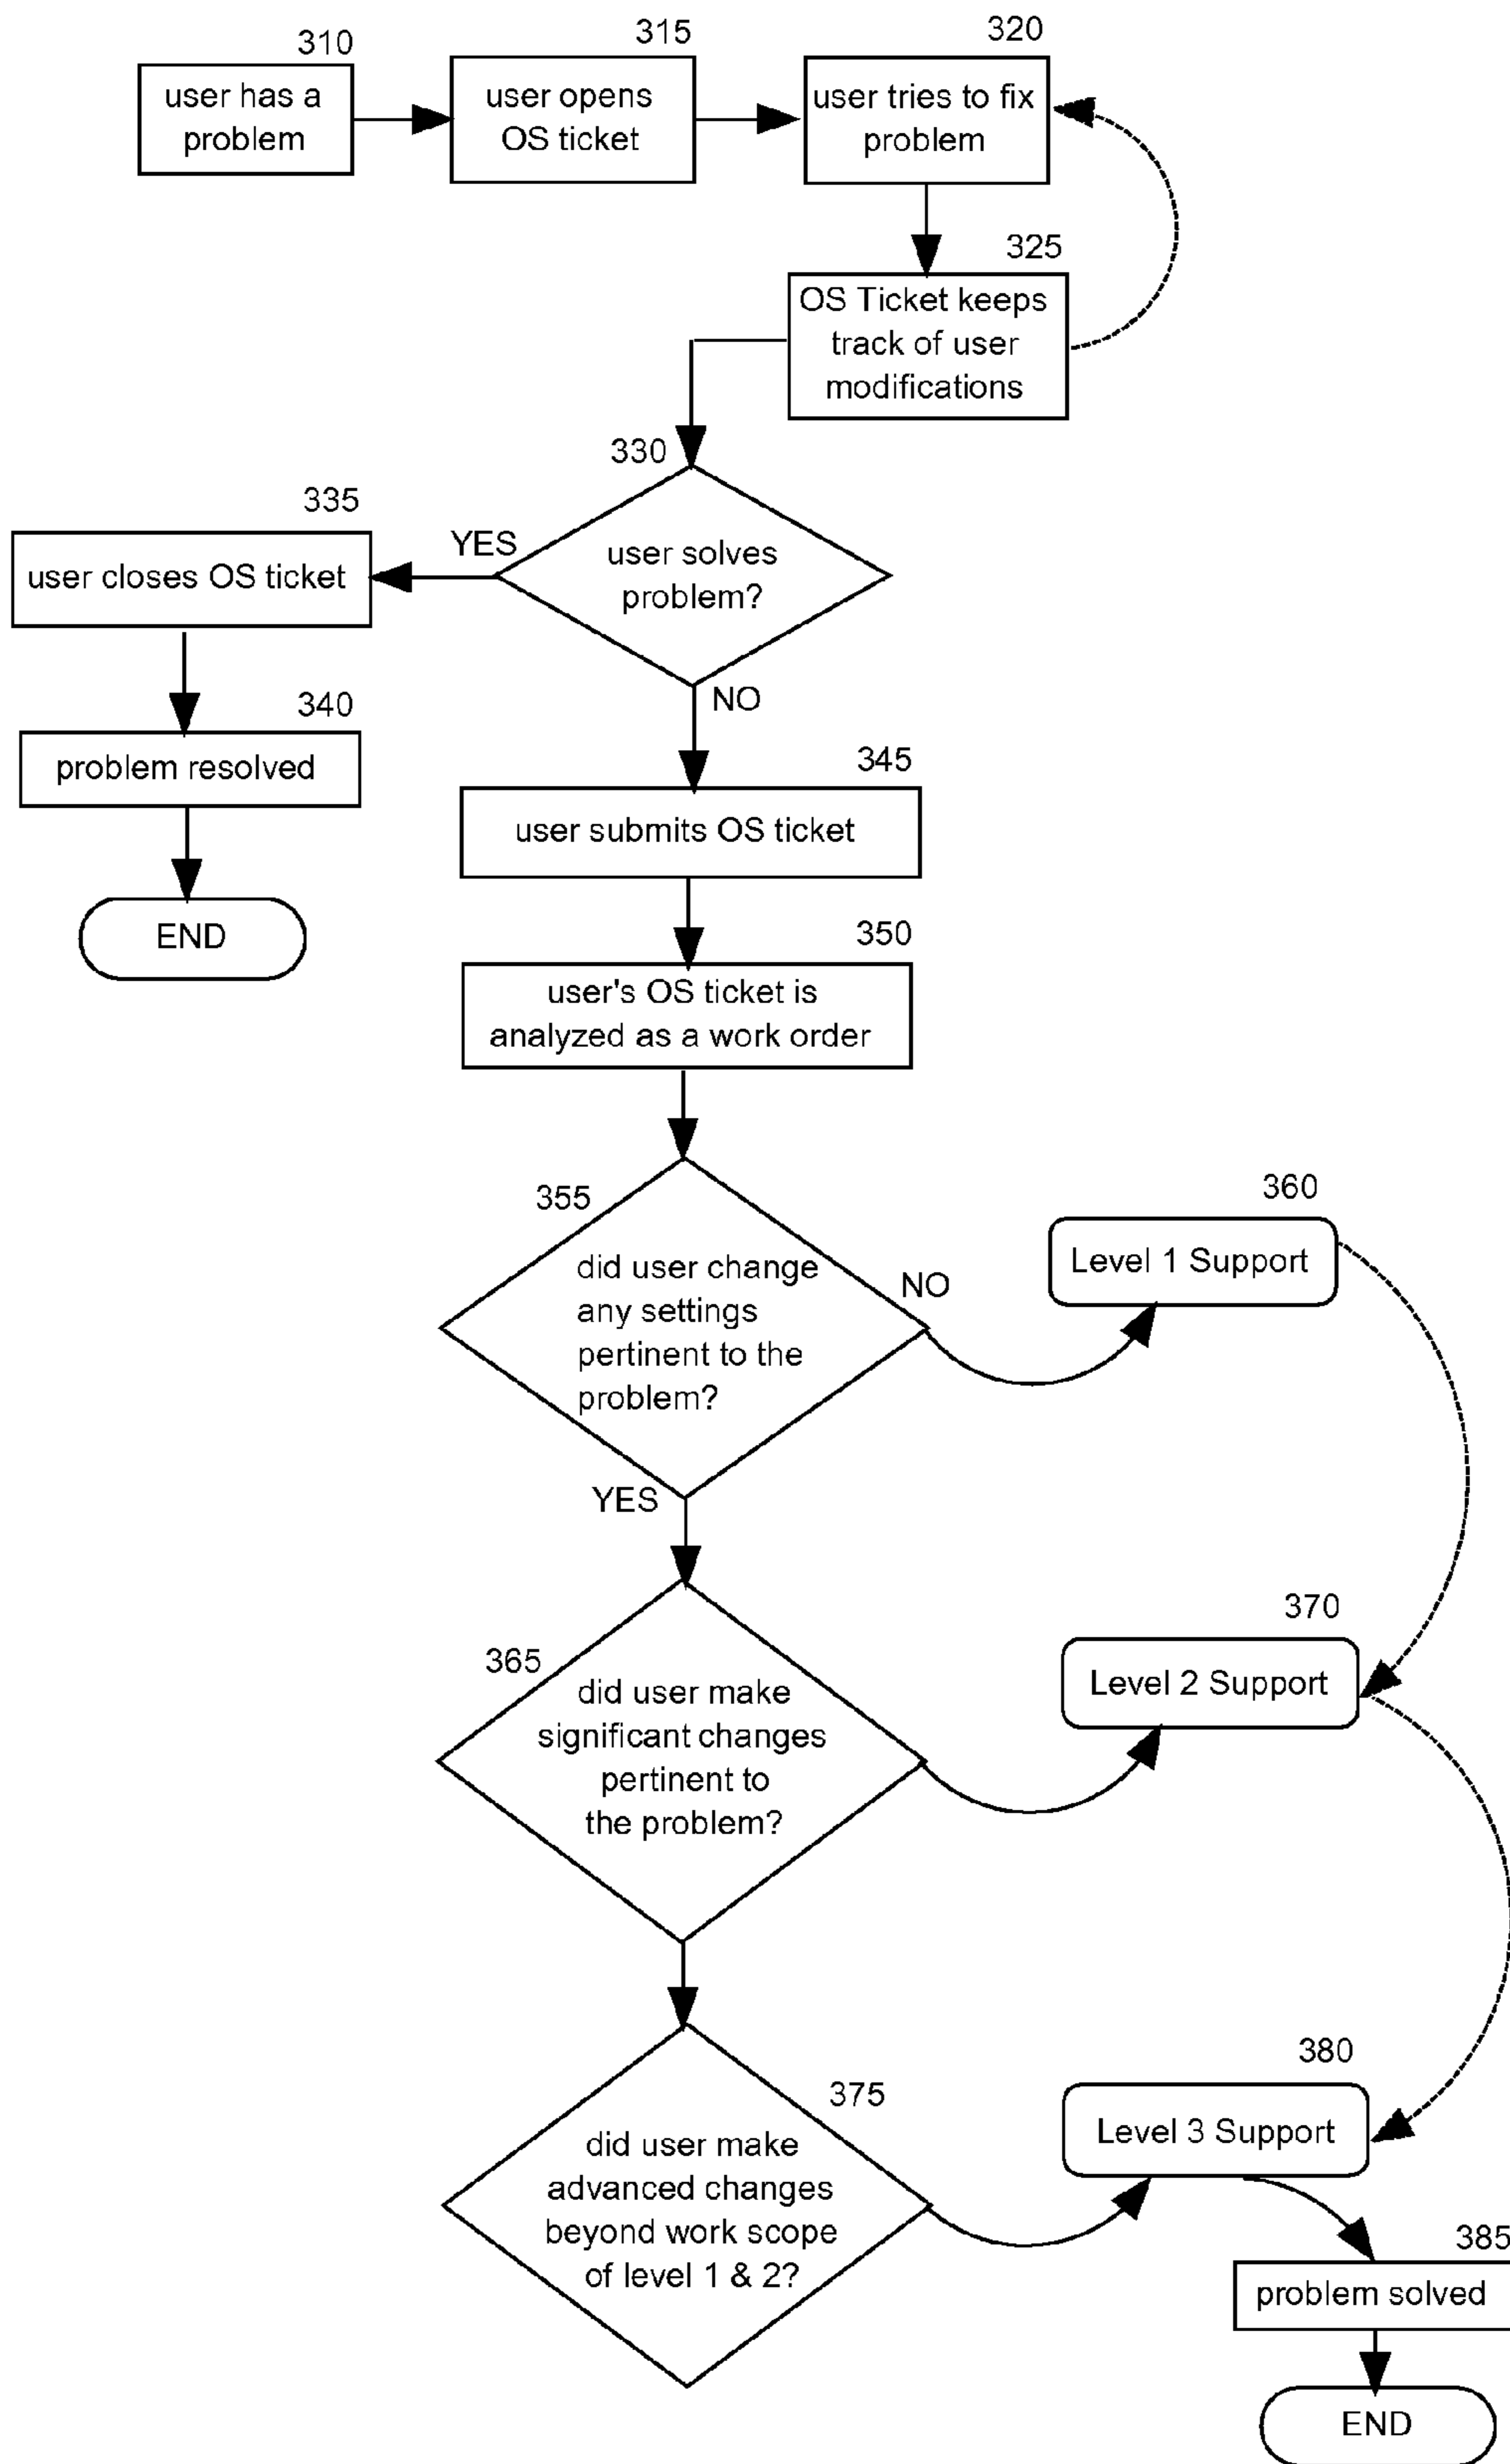 310
user has a
problem
315
user opens
OS ticket
320
user tries to fix
problem
325
OS Ticket keeps
track of user
modifications
330
user solves
problem?
YES
335
user closes OS ticket
340
problem resolved
END
NO
345
user submits OS ticket
350
user's OS ticket is
analyzed as a work order
355
did user change
any settings
pertinent to the
problem?
NO
360
Level 1 Support
YES
365
did user make
significant changes
pertinent to
the problem?
370
Level 2 Support
375
did user make
advanced changes
beyond work scope
of level 1 & 2?
380
Level 3 Support
385
problem solved
END